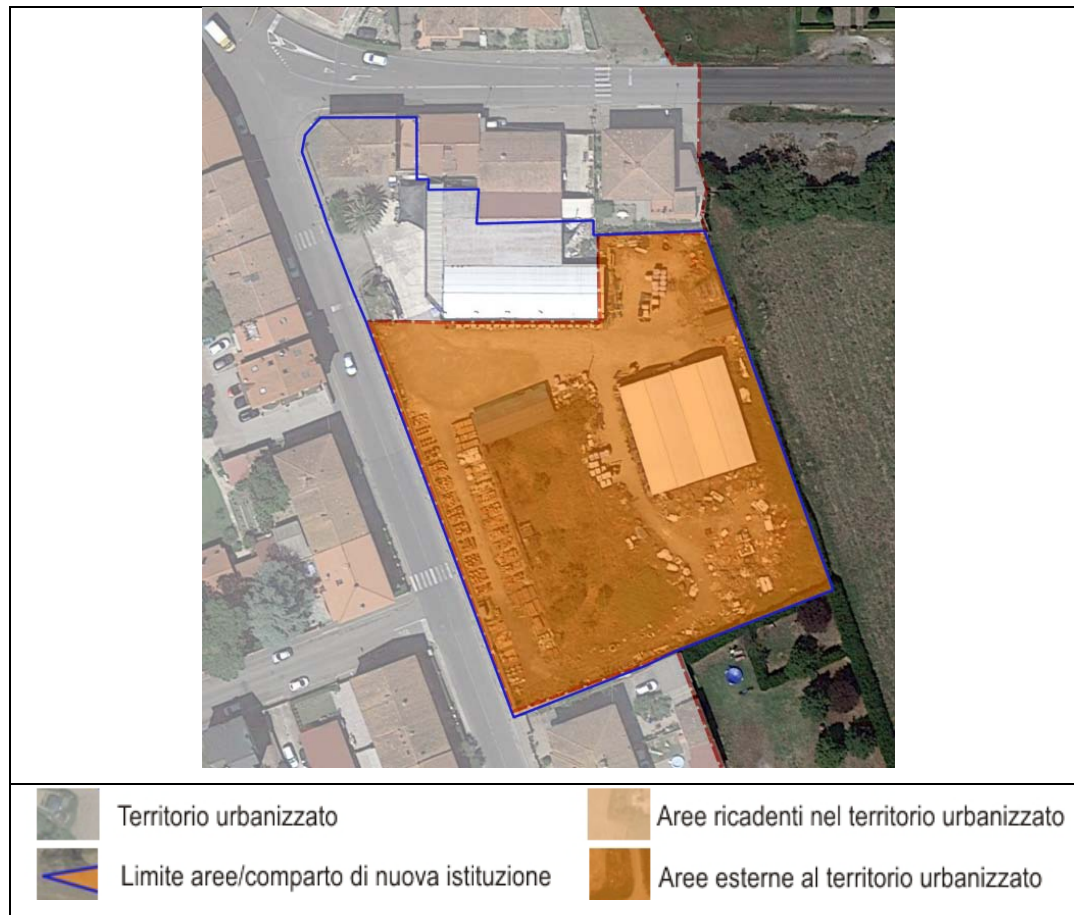 Territorio urbanizzato
Aree ricadenti nel territorio urbanizzato
Limite aree/comparto di nuova istituzione
Aree esterne al territorio urbanizzato